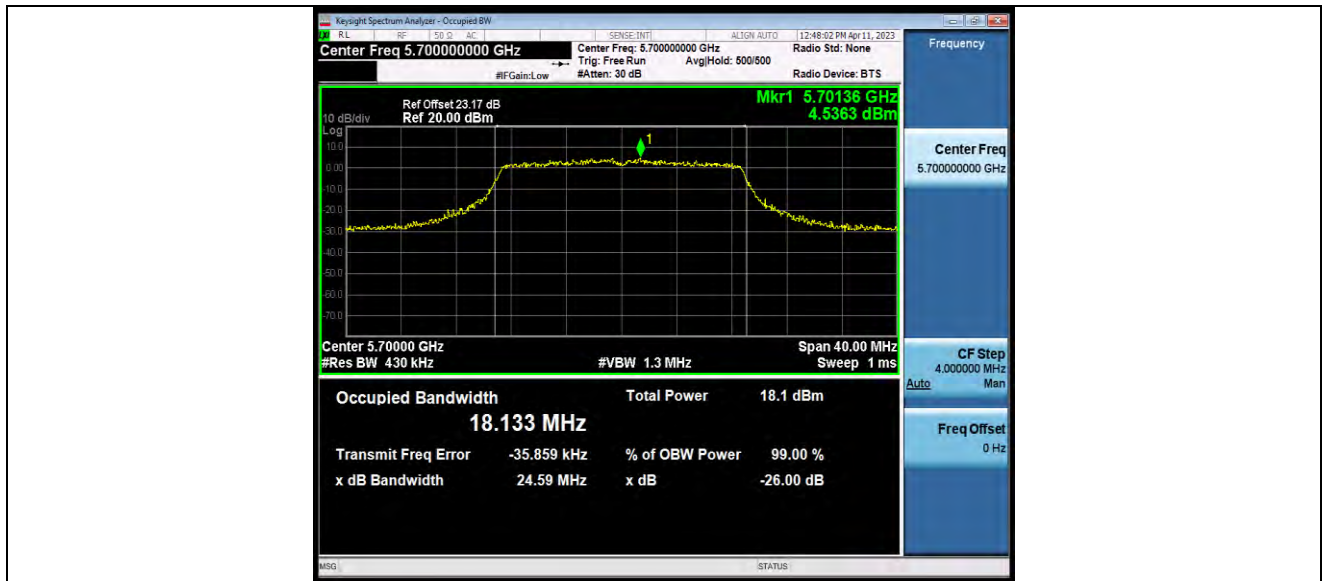 Keysight Spectrum Analyzer - Occupied BW
RL RF 50 Ω AC SENSE:INT ALIGN AUTO 12:48:02 PM Apr 11, 2023
Center Freq 5.700000000 GHz
Center Freq: 5.700000000 GHz
Radio Std: None
Trig: Free Run Avg|Hold: 500/500
#IFGain:Low
#Atten: 30 dB
Radio Device: BTS
Frequency
Mkr1 5.70136 GHz
4.5363 dBm
Ref Offset 23.17 dB
10 dB/div Ref 20.00 dBm
Log
10.0
0.00
-10.0
-20.0
-30.0
-40.0
-50.0
-60.0
-70.0
1
Center 5.70000 GHz Span 40.00 MHz
#Res BW 430 kHz #VBW 1.3 MHz Sweep 1 ms
Center Freq
5.700000000 GHz
CF Step
4.000000 MHz
Auto Man
Freq Offset
0 Hz
Occupied Bandwidth Total Power 18.1 dBm
18.133 MHz
Transmit Freq Error -35.859 kHz % of OBW Power 99.00 %
x dB Bandwidth 24.59 MHz x dB -26.00 dB
MSG STATUS